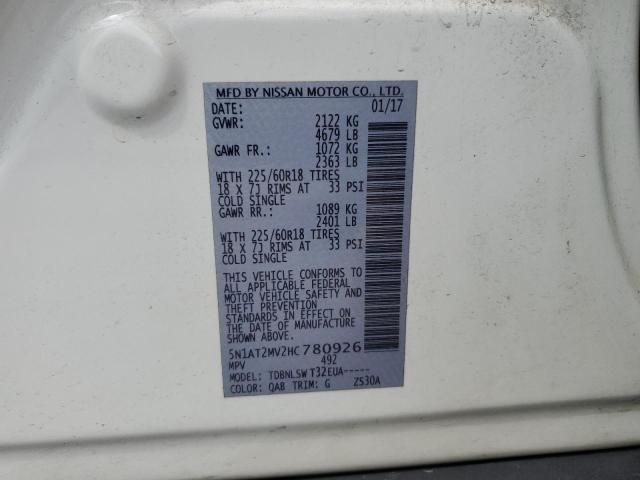 MFD BY NISSAN MOTOR CO., LTD.
DATE: 01/17
GVWR: 2122 KG
4679 LB
GAWR FR.: 1072 KG
2363 LB
WITH 225/60R18 TIRES
18 X 7J RIMS AT 33 PSI
COLD SINGLE
GAWR RR.: 1089 KG
2401 LB
WITH 225/60R18 TIRES
18 X 7J RIMS AT 33 PSI
COLD SINGLE
THIS VEHICLE CONFORMS TO
ALL APPLICABLE FEDERAL
MOTOR VEHICLE SAFETY AND
THEFT PREVENTION
STANDARDS IN EFFECT ON
THE DATE OF MANUFACTURE
SHOWN ABOVE.
5N1AT2MV2HC780926
MPV 492
MODEL: TDBNLSWT32EUA-----
COLOR: QAB TRIM: G ZS30A